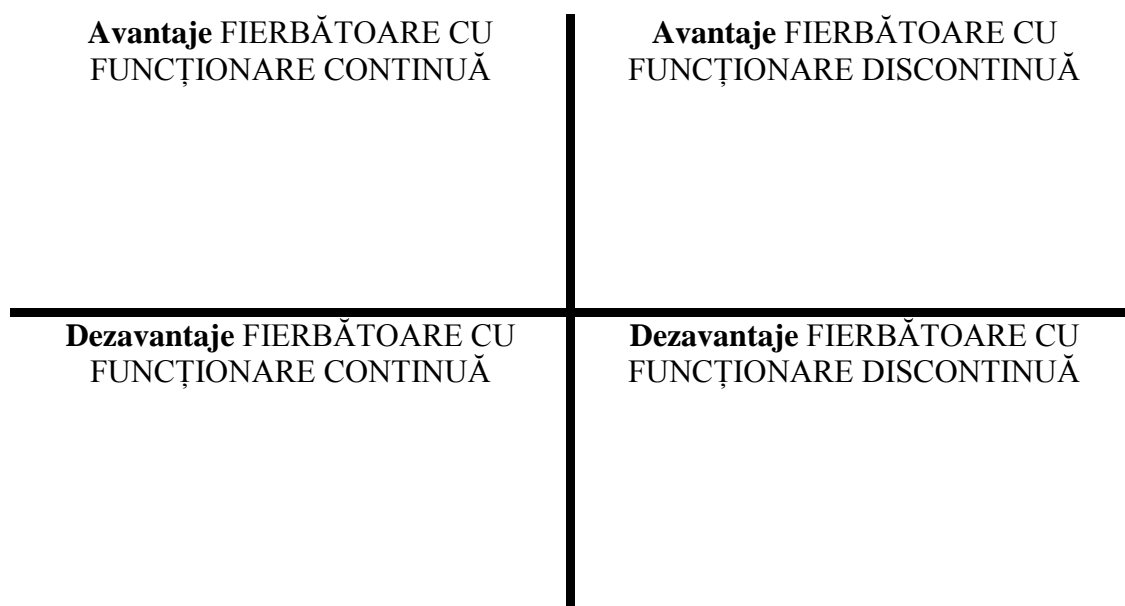 Avantaje FIERBĂTOARE CU
FUNCȚIONARE CONTINUĂ
Avantaje FIERBĂTOARE CU
FUNCȚIONARE DISCONTINUĂ
Dezavantaje FIERBĂTOARE CU
FUNCȚIONARE CONTINUĂ
Dezavantaje FIERBĂTOARE CU
FUNCȚIONARE DISCONTINUĂ